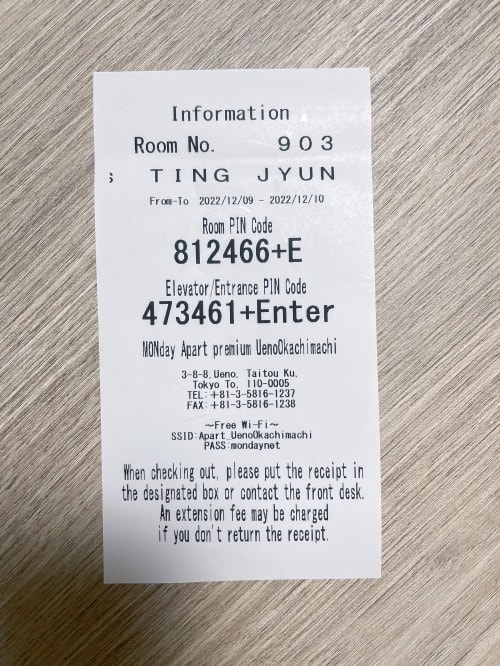 Information
Room No. 903
TING JYUN
From-To 2022/12/09 - 2022/12/10
Room PIN Code
812466+E
Elevator/Entrance PIN Code
473461+Enter
MONday Apart premium UenoOkachimachi
3-8-8,Ueno, Taitou Ku,
Tokyo To, 110-0005
TEL:+81-3-5816-1237
FAX:+81-3-5816-1238
～Free Wi-Fi～
SSID:Apart_UenoOkachimachi
PASS:mondaynet
When checking out, please put the receipt in
the designated box or contact the front desk.
An extension fee may be charged
if you don't return the receipt.